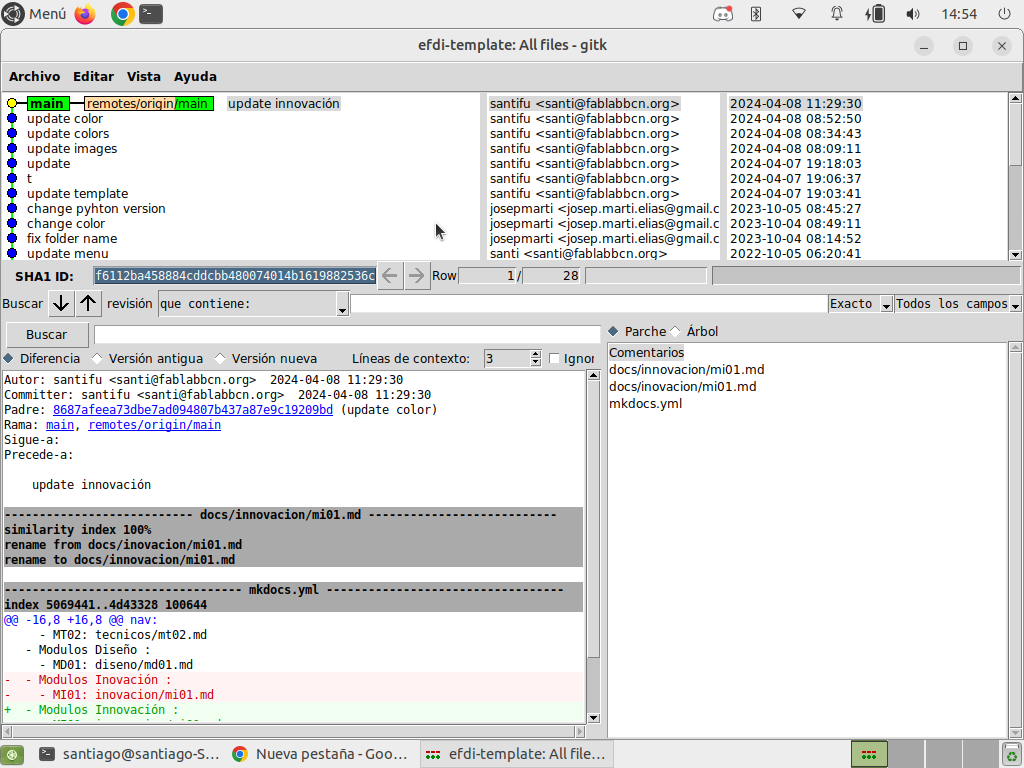 Menú 14:54
efdi-template: All files - gitk
Archivo Editar Vista Ayuda
main remotes/origin/main update innovación santifu <santi@fablabbcn.org> 2024-04-08 11:29:30
update color santifu <santi@fablabbcn.org> 2024-04-08 08:52:50
update colors santifu <santi@fablabbcn.org> 2024-04-08 08:34:43
update images santifu <santi@fablabbcn.org> 2024-04-08 08:09:11
update santifu <santi@fablabbcn.org> 2024-04-07 19:18:03
t santifu <santi@fablabbcn.org> 2024-04-07 19:06:37
update template santifu <santi@fablabbcn.org> 2024-04-07 19:03:41
change pyhton version josepmarti <josep.marti.elias@gmail.c 2023-10-05 08:45:27
change color josepmarti <josep.marti.elias@gmail.c 2023-10-04 08:49:11
fix folder name josepmarti <josep.marti.elias@gmail.c 2023-10-04 08:14:52
update menu santi <santi@fablabbcn.org> 2022-10-05 06:20:41
SHA1 ID: f6112ba458884cddcbb480074014b1619882536c Row 1 / 28
Buscar revisión que contiene: Exacto Todos los campos
Buscar
Diferencia Versión antigua Versión nueva Líneas de contexto: 3 Ignor
Parche Árbol
Autor: santifu <santi@fablabbcn.org> 2024-04-08 11:29:30
Committer: santifu <santi@fablabbcn.org> 2024-04-08 11:29:30
Padre: 8687afeea73dbe7ad094807b437a87e9c19209bd (update color)
Rama: main, remotes/origin/main
Sigue-a:
Precede-a:
update innovación
--------------------------- docs/innovacion/mi01.md ---------------------------
similarity index 100%
rename from docs/inovacion/mi01.md
rename to docs/innovacion/mi01.md
---------------------------------- mkdocs.yml ----------------------------------
index 5069441..4d43328 100644
@@ -16,8 +16,8 @@ nav:
- MT02: tecnicos/mt02.md
- Modulos Diseño :
- MD01: diseno/md01.md
- - Modulos Inovación :
- - MI01: inovacion/mi01.md
+ - Modulos Innovación :
Comentarios
docs/innovacion/mi01.md
docs/inovacion/mi01.md
mkdocs.yml
santiago@santiago-S... Nueva pestaña - Goo... efdi-template: All file...